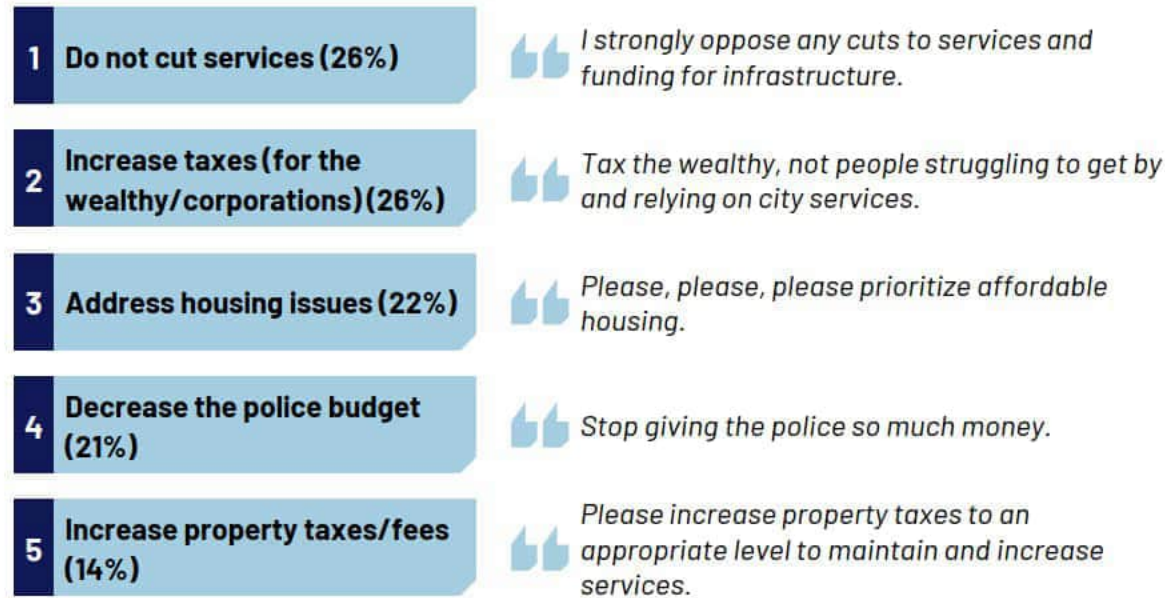 1
Do not cut services (26%)
I strongly oppose any cuts to services and
funding for infrastructure.
2
Increase taxes (for the
wealthy/corporations) (26%)
Tax the wealthy, not people struggling to get by
and relying on city services.
3
Address housing issues (22%)
Please, please, please prioritize affordable
housing.
4
Decrease the police budget
(21%)
Stop giving the police so much money.
5
Increase property taxes/fees
(14%)
Please increase property taxes to an
appropriate level to maintain and increase
services.